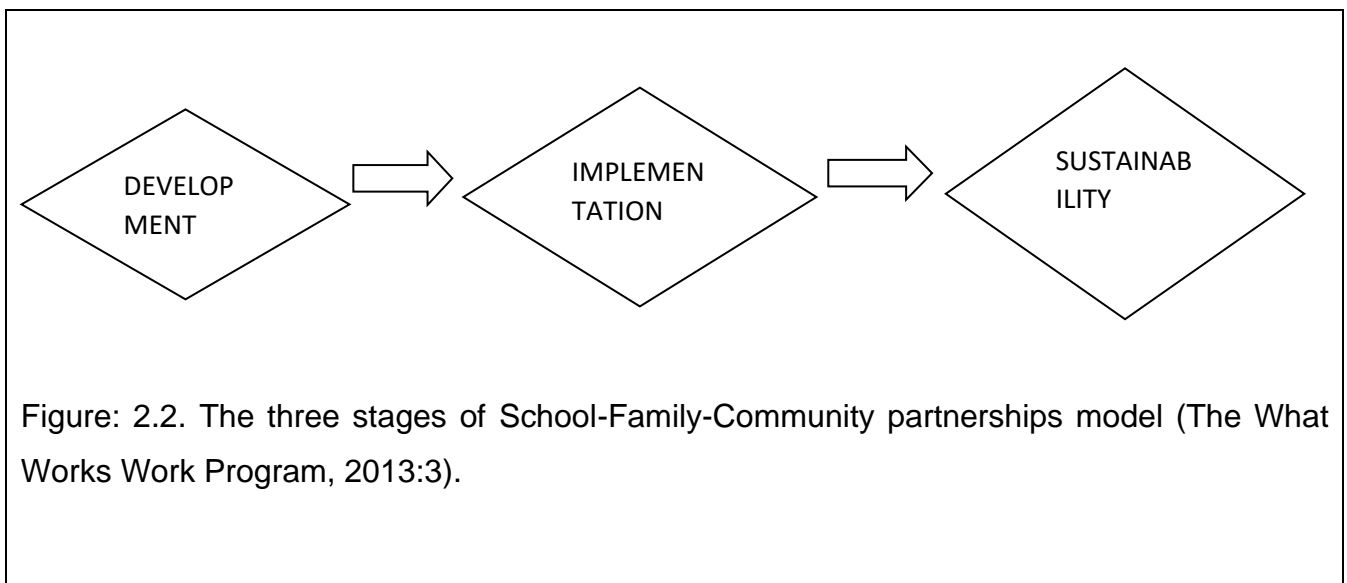 DEVELOP
MENT
IMPLEMEN
TATION
SUSTAINAB
ILITY
Figure: 2.2. The three stages of School-Family-Community partnerships model (The What
Works Work Program, 2013:3).